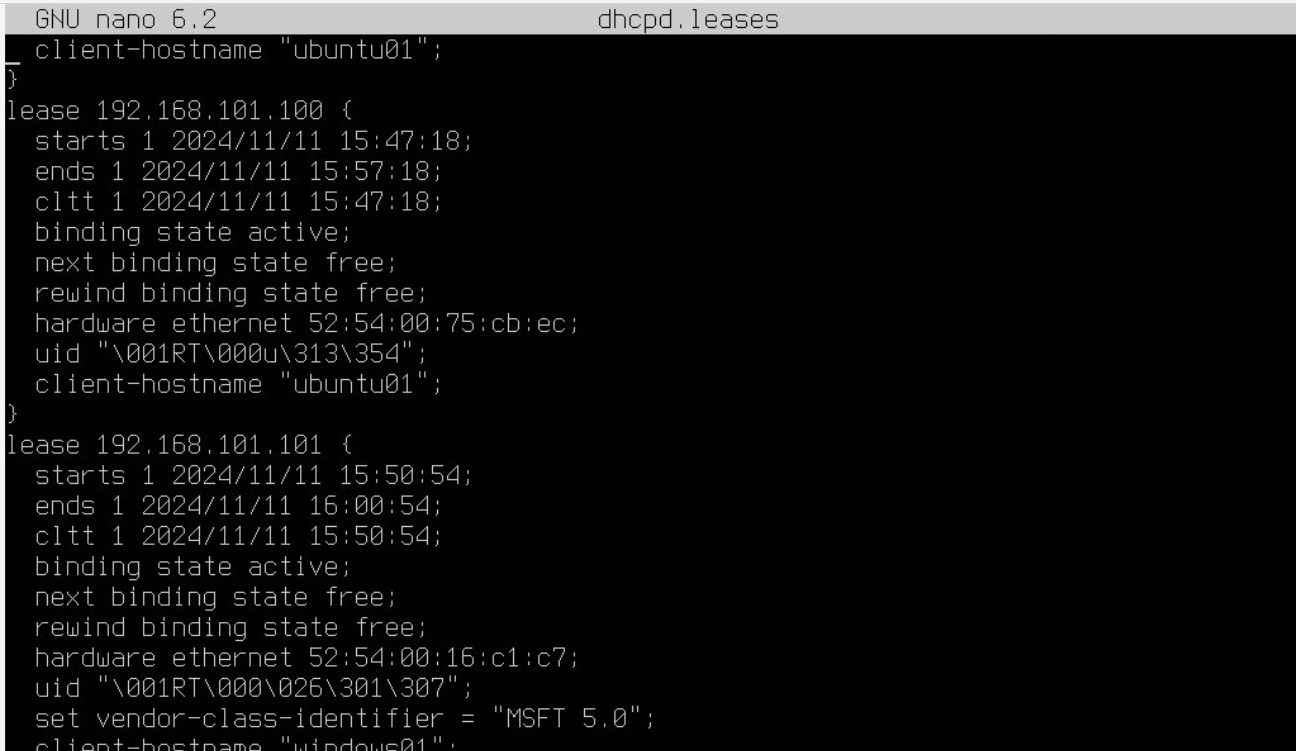 GNU nano 6.2 dhcpd.leases
client-hostname "ubuntu01";
}
lease 192.168.101.100 {
starts 1 2024/11/11 15:47:18;
ends 1 2024/11/11 15:57:18;
cltt 1 2024/11/11 15:47:18;
binding state active;
next binding state free;
rewind binding state free;
hardware ethernet 52:54:00:75:cb:ec;
uid "\001RT\000u\313\354";
client-hostname "ubuntu01";
}
lease 192.168.101.101 {
starts 1 2024/11/11 15:50:54;
ends 1 2024/11/11 16:00:54;
cltt 1 2024/11/11 15:50:54;
binding state active;
next binding state free;
rewind binding state free;
hardware ethernet 52:54:00:16:c1:c7;
uid "\001RT\000\026\301\307";
set vendor-class-identifier = "MSFT 5.0";
client-hostname "windows01";